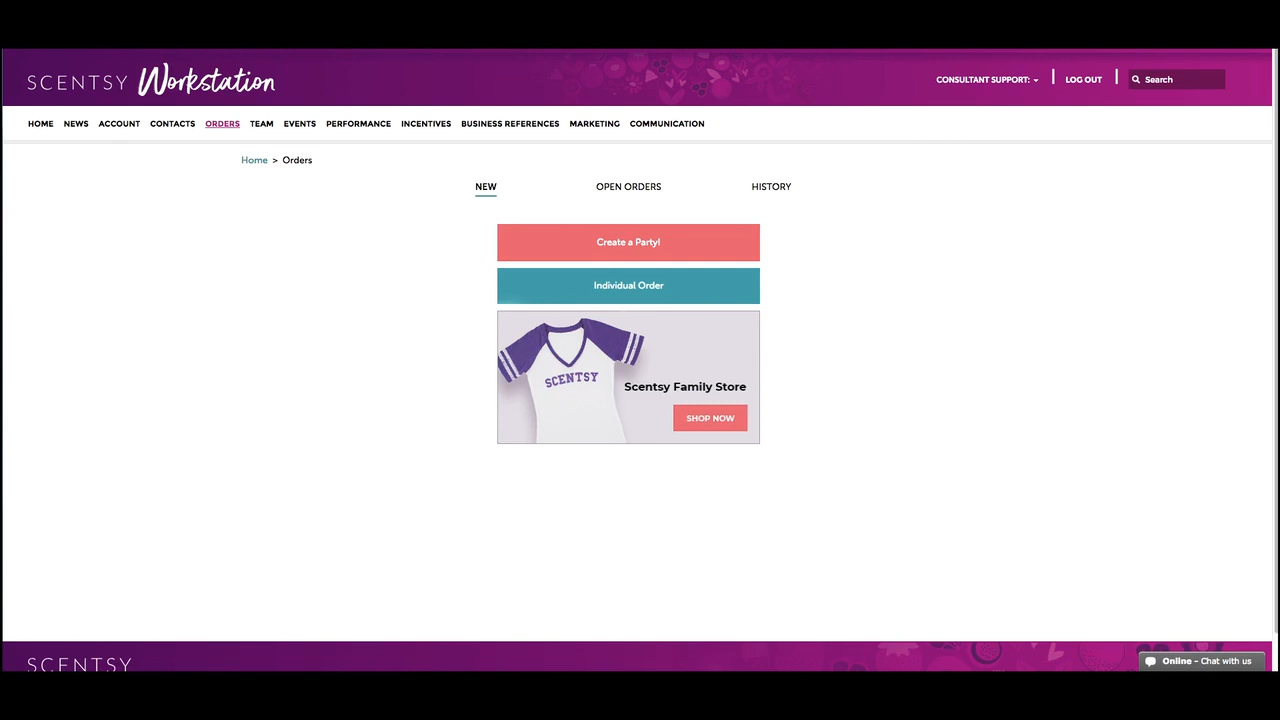 SCENTSY Workstation
CONSULTANT SUPPORT: LOG OUT Search
HOME NEWS ACCOUNT CONTACTS ORDERS TEAM EVENTS PERFORMANCE INCENTIVES BUSINESS REFERENCES MARKETING COMMUNICATION
Home > Orders
NEW OPEN ORDERS HISTORY
Create a Party!
Individual Order
SCENTSY
Scentsy Family Store
SHOP NOW
SCENTSY
Online - Chat with us